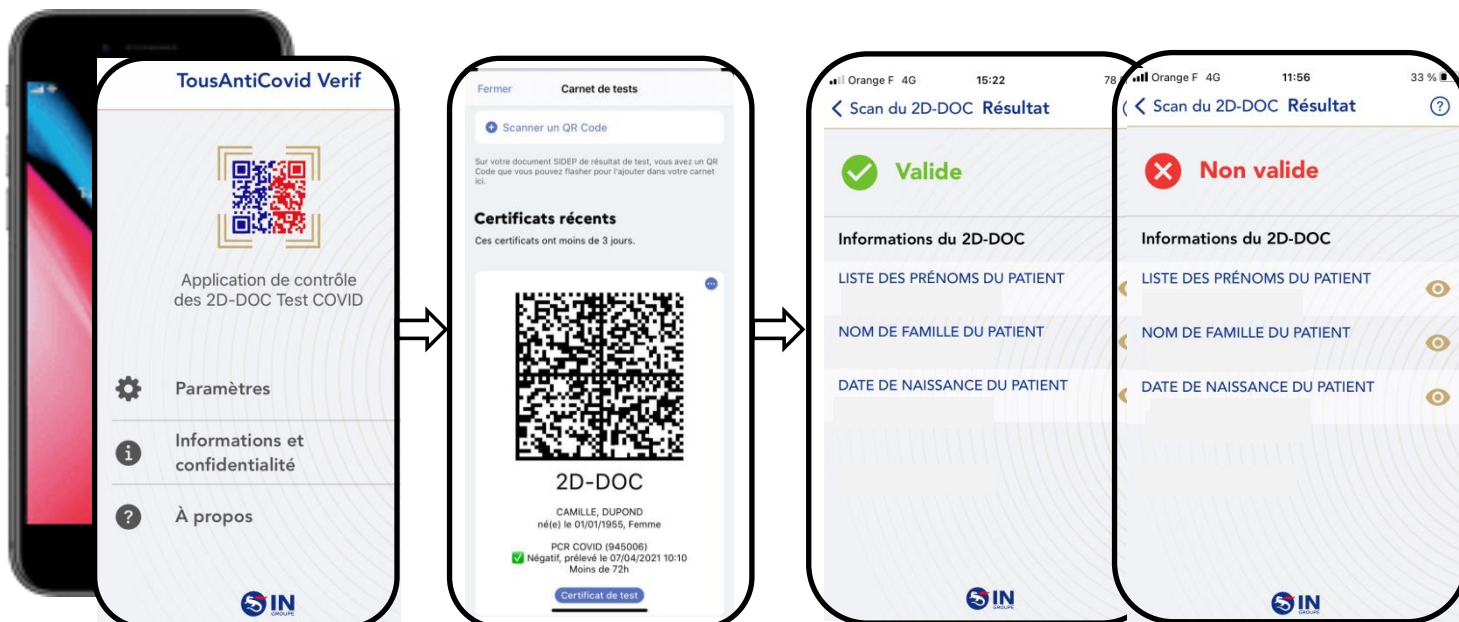 TousAntiCovid Verif
Application de contrôle
des 2D-DOC Test COVID
Paramètres
Informations et
confidentialité
À propos
IN
GROUPE
Fermer
Carnet de tests
Scanner un QR Code
Sur votre document SIDEP de résultat de test, vous avez un QR
Code que vous pouvez flasher pour l'ajouter dans votre carnet
ici.
Certificats récents
Ces certificats ont moins de 3 jours.
2D-DOC
CAMILLE, DUPOND
né(e) le 01/01/1955, Femme
PCR COVID (945006)
Négatif, prélevé le 07/04/2021 10:10
Moins de 72h
Certificat de test
Orange F 4G 15:22 78
Scan du 2D-DOC Résultat
Valide
Informations du 2D-DOC
LISTE DES PRÉNOMS DU PATIENT
NOM DE FAMILLE DU PATIENT
DATE DE NAISSANCE DU PATIENT
IN
GROUPE
Orange F 4G 11:56 33 %
Scan du 2D-DOC Résultat
?
Non valide
Informations du 2D-DOC
LISTE DES PRÉNOMS DU PATIENT
NOM DE FAMILLE DU PATIENT
DATE DE NAISSANCE DU PATIENT
IN
GROUPE